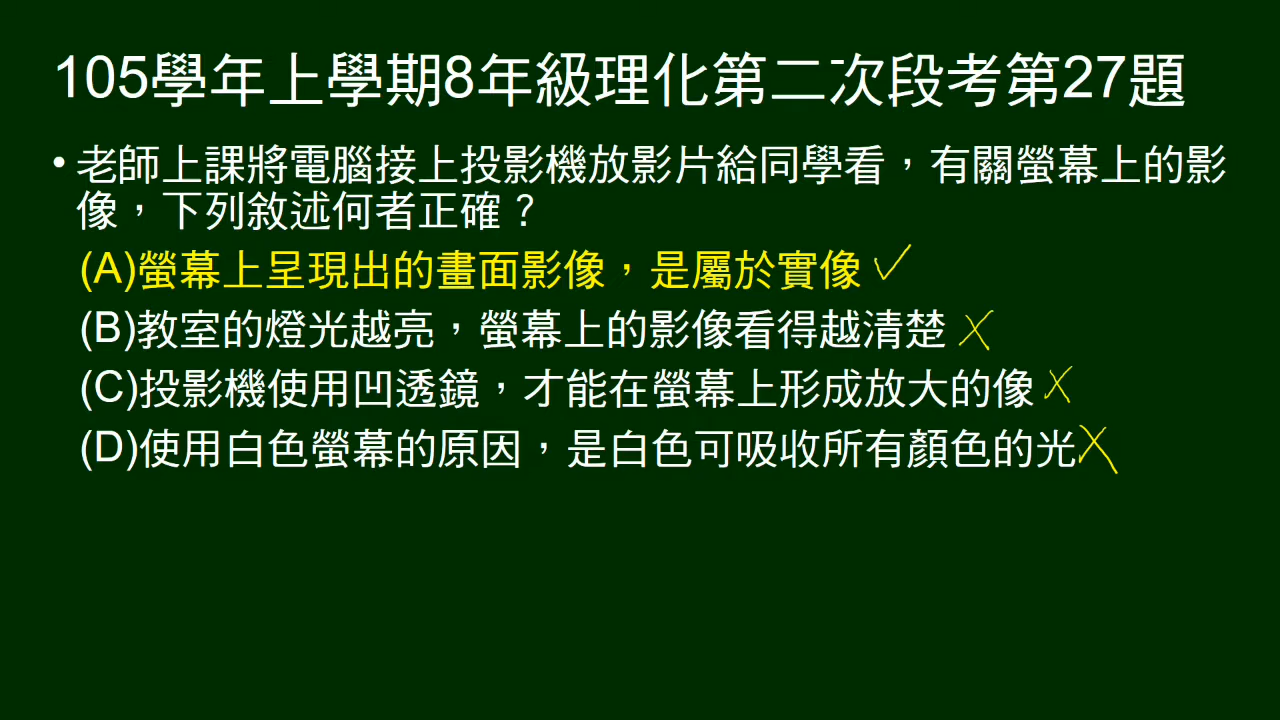 105學年上學期8年級理化第二次段考第27題
• 老師上課將電腦接上投影機放影片給同學看，有關螢幕上的影
像，下列敘述何者正確？
(A)螢幕上呈現出的畫面影像，是屬於實像 ✓
(B)教室的燈光越亮，螢幕上的影像看得越清楚 ✗
(C)投影機使用凹透鏡，才能在螢幕上形成放大的像 ✗
(D)使用白色螢幕的原因，是白色可吸收所有顏色的光 ✗